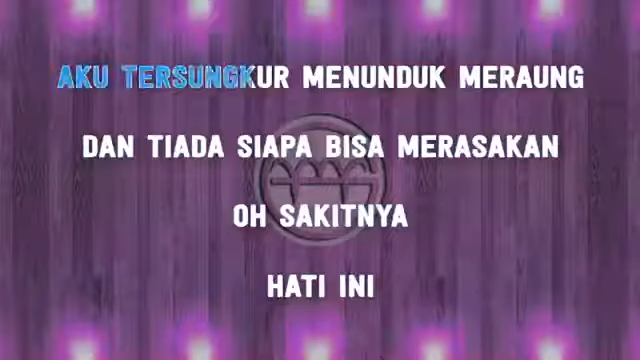 AKU TERSUNGKUR MENUNDUK MERAUNG
DAN TIADA SIAPA BISA MERASAKAN
OH SAKITNYA
HATI INI